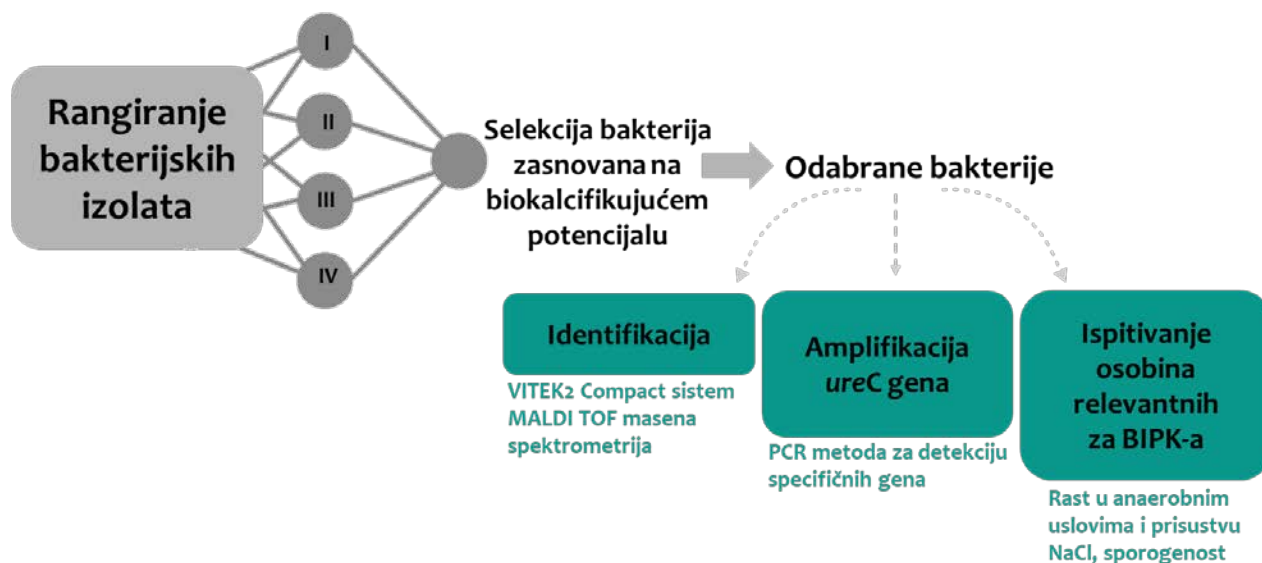 Rangiranje
bakterijskih
izolata
I
II
III
IV
Selekcija bakterija
zasnovana na
biokalcifikujućem
potencijalu
Odabrane bakterije
Identifikacija
VITEK2 Compact sistem
MALDI TOF masena
spektrometrija
Amplifikacija
ureC gena
PCR metoda za detekciju
specifičnih gena
Ispitivanje
osobina
relevantnih
za BIPK-a
Rast u anaerobnim
uslovima i prisustvu
NaCl, sporogenost